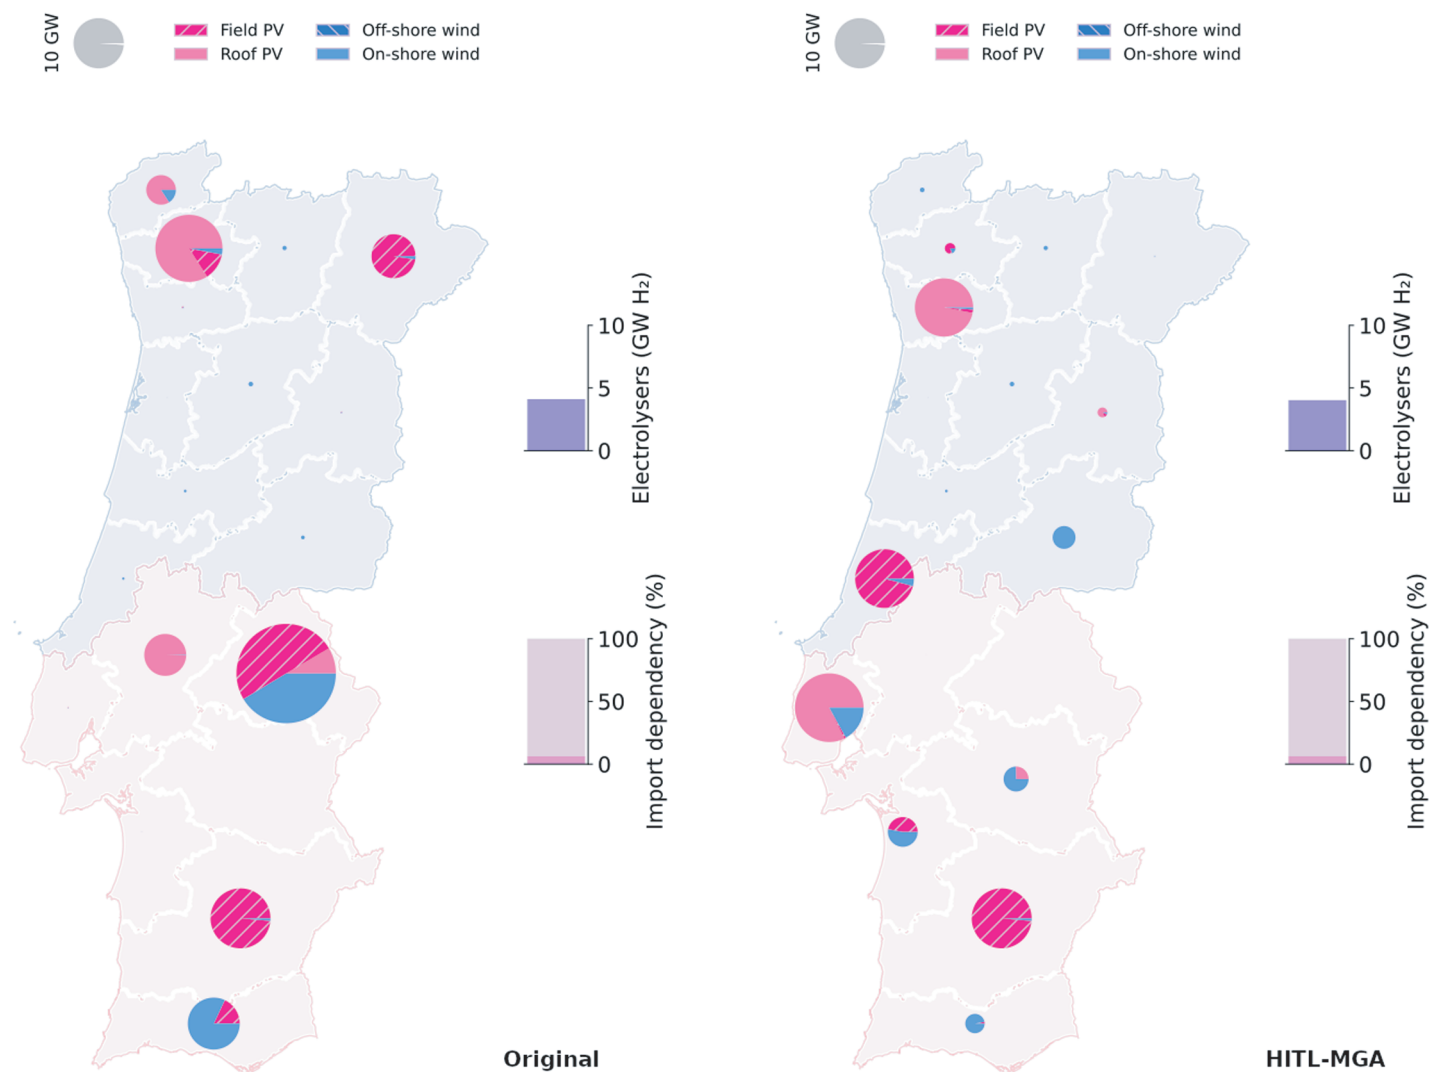 10 GW
Field PV
Roof PV
Off-shore wind
On-shore wind
10 GW
Field PV
Roof PV
Off-shore wind
On-shore wind
Electrolysers (GW H₂)
10
5
0
Electrolysers (GW H₂)
10
5
0
Import dependency (%)
100
50
0
Import dependency (%)
100
50
0
Original
HITL-MGA